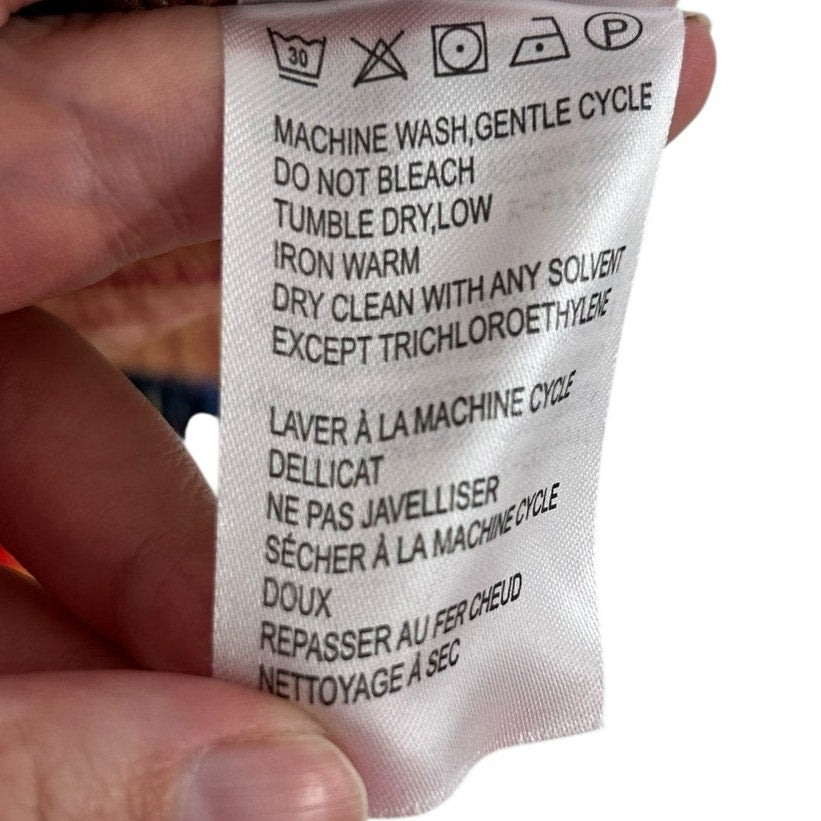 30 P
MACHINE WASH,GENTLE CYCLE
DO NOT BLEACH
TUMBLE DRY,LOW
IRON WARM
DRY CLEAN WITH ANY SOLVENT
EXCEPT TRICHLOROETHYLENE
LAVER À LA MACHINE CYCLE
DELLICAT
NE PAS JAVELLISER
SÉCHER À LA MACHINE CYCLE
DOUX
REPASSER AU FER CHEUD
NETTOYAGE À SEC